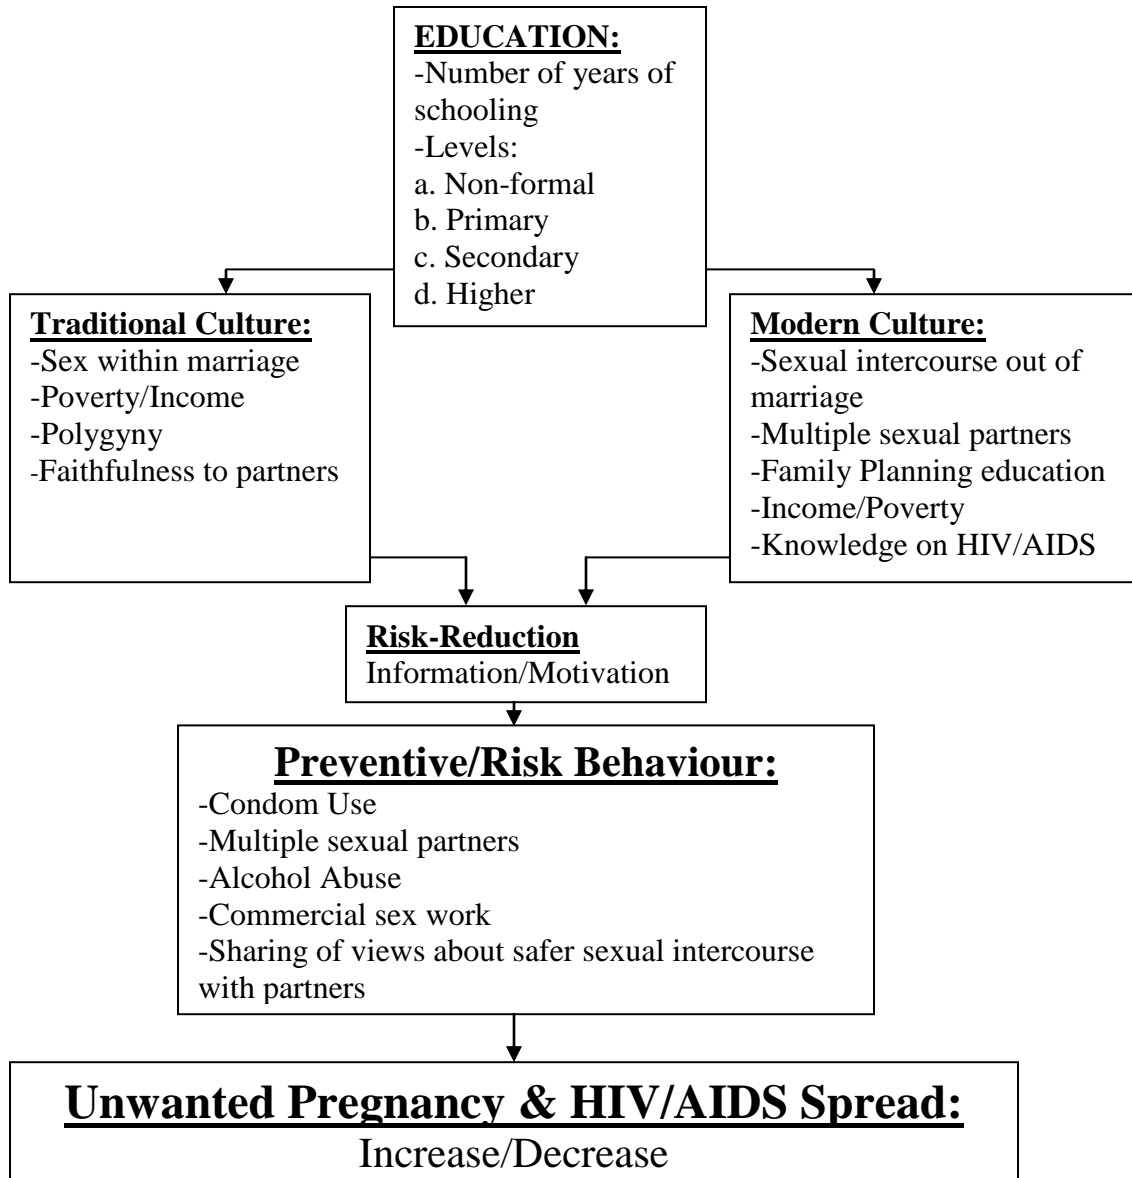 EDUCATION:
-Number of years of
schooling
-Levels:
a. Non-formal
b. Primary
c. Secondary
d. Higher
Traditional Culture:
-Sex within marriage
-Poverty/Income
-Polygyny
-Faithfulness to partners
Modern Culture:
-Sexual intercourse out of
marriage
-Multiple sexual partners
-Family Planning education
-Income/Poverty
-Knowledge on HIV/AIDS
Risk-Reduction
Information/Motivation
Preventive/Risk Behaviour:
-Condom Use
-Multiple sexual partners
-Alcohol Abuse
-Commercial sex work
-Sharing of views about safer sexual intercourse
with partners
Unwanted Pregnancy & HIV/AIDS Spread:
Increase/Decrease